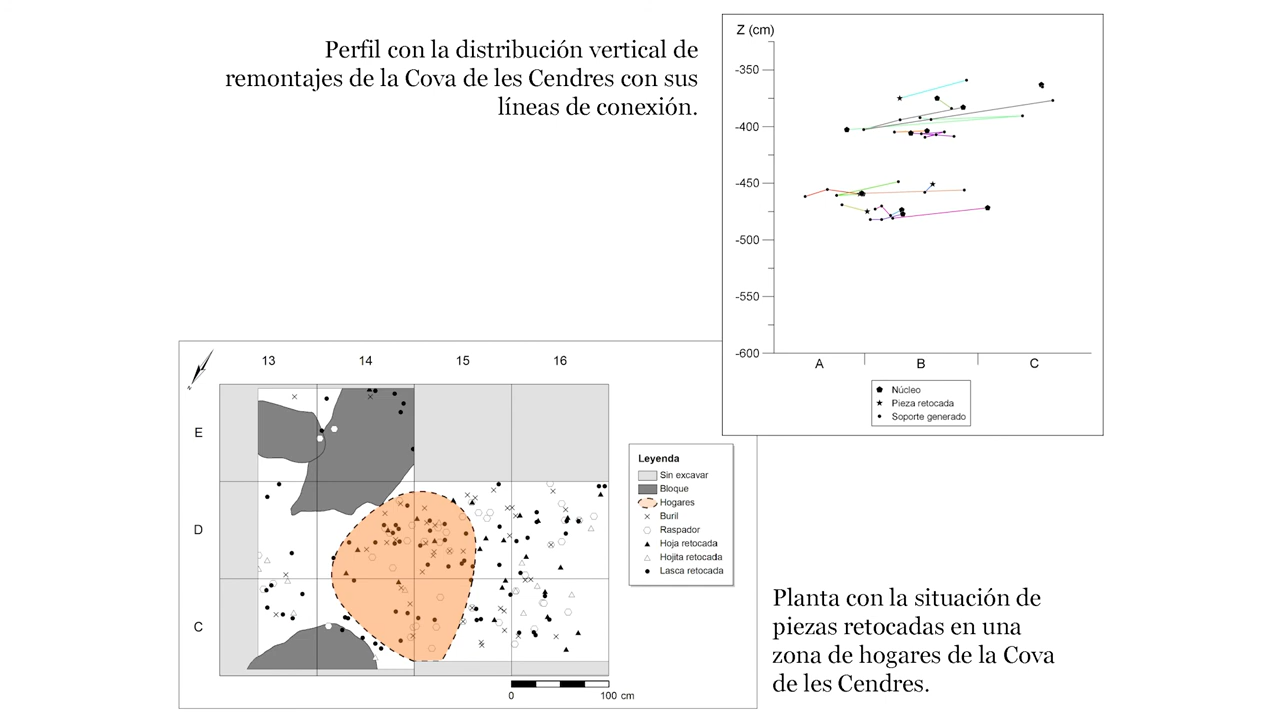 Perfil con la distribución vertical de
remontajes de la Cova de les Cendres con sus
líneas de conexión.
Z (cm)
-350
-400
-450
-500
-550
-600
A B C
Núcleo
Pieza retocada
Soporte generado
13 14 15 16
N
E
D
C
Leyenda
Sin excavar
Bloque
Hogares
Buril
Raspador
Hoja retocada
Hojita retocada
Lasca retocada
0 100 cm
Planta con la situación de
piezas retocadas en una
zona de hogares de la Cova
de les Cendres.